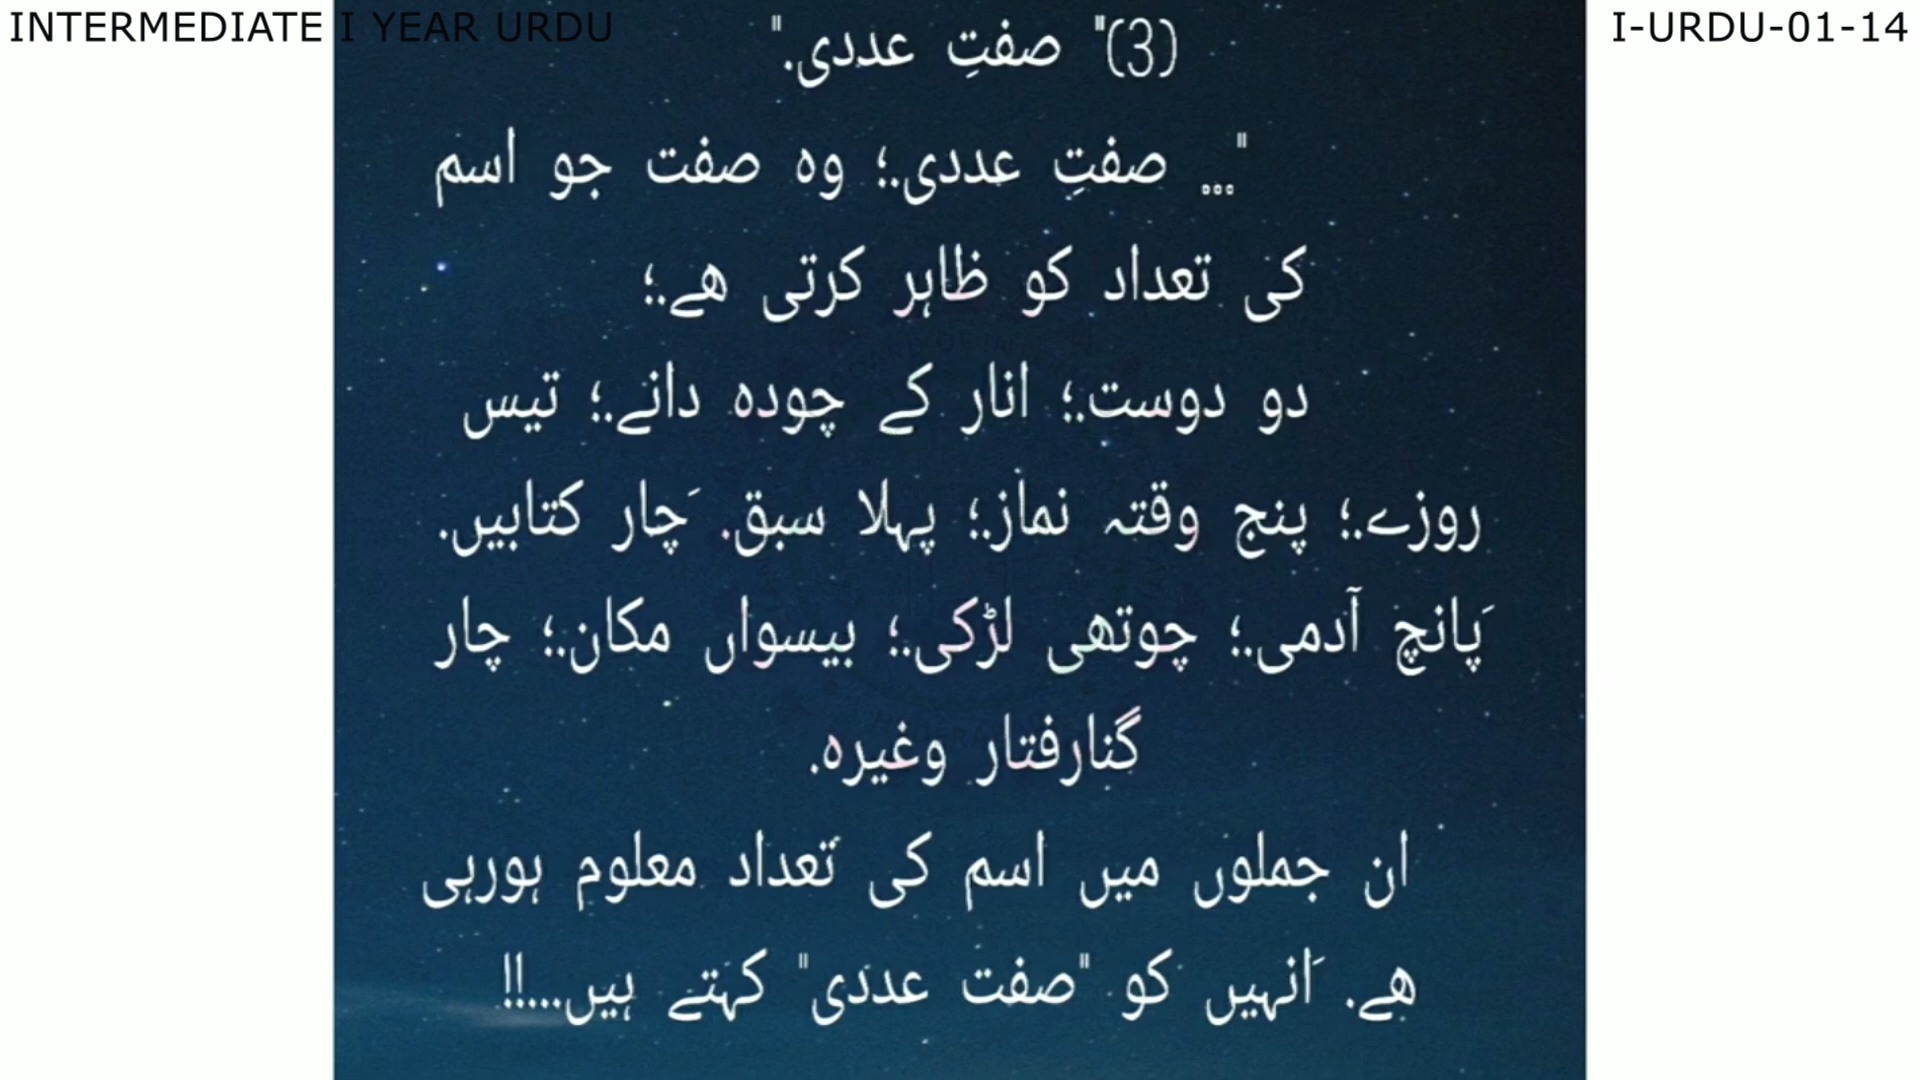 INTERMEDIATE I YEAR URDU
I-URDU-01-14
(3)" صفتِ عددی."
"... صفتِ عددی.؛ وہ صفت جو اسم
کی تعداد کو ظاہر کرتی ھے.؛
دو دوست.؛ انار کے چودہ دانے.؛ تیس
روزے.؛ پنج وقتہ نماز.؛ پہلا سبق. َچار کتابیں.
َپانچ آدمی.؛ چوتھی لڑکی.؛ بیسواں مکان.؛ چار
گنارفتار وغیرہ.
ان جملوں میں اسم کی تعداد معلوم ہورہی
ھے. َانہیں کو "صفت عددی" کہتے ہیں...!!